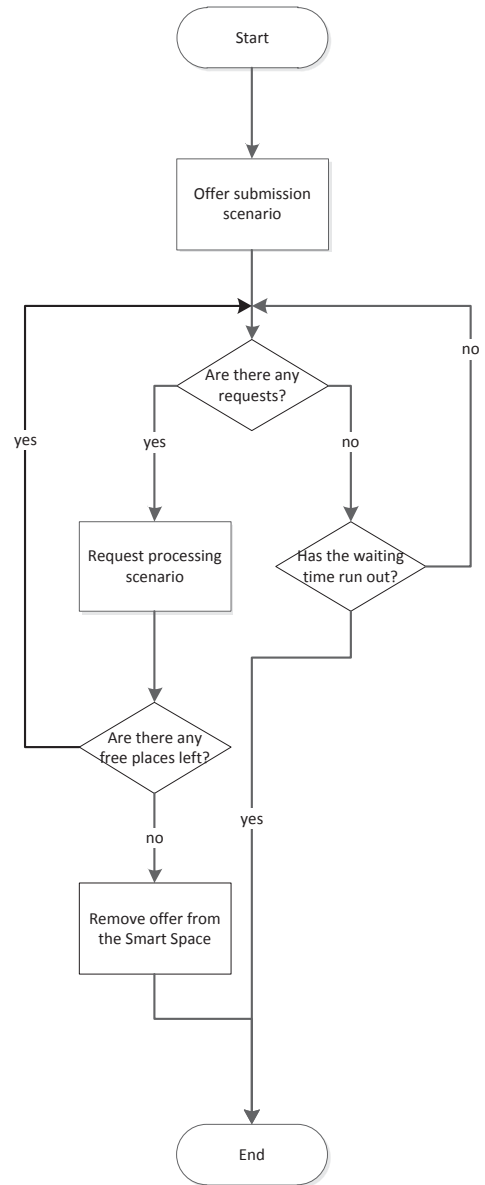 Start
Offer submission
scenario
no
Are there any
requests?
yes
yes
no
Request processing
scenario
Has the waiting
time run out?
Are there any
free places left?
yes
no
Remove offer from
the Smart Space
End